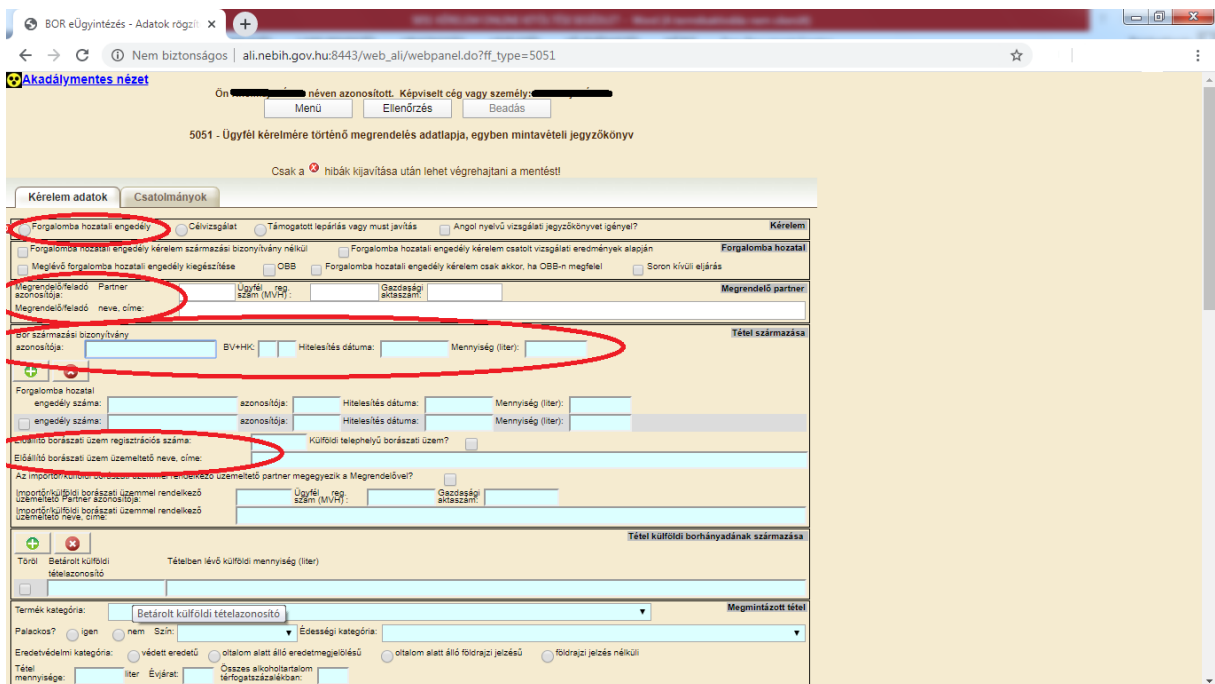 BOR eÜgyintézés - Adatok rögzít
Nem biztonságos | ali.nebih.gov.hu:8443/web_ali/webpanel.do?ff_type=5051
Akadálymentes nézet
Ön néven azonosított. Képviselt cég vagy személy:
Menü Ellenőrzés Beadás
5051 - Ügyfél kérelmére történő megrendelés adatlapja, egyben mintavételi jegyzőkönyv
Csak a hibák kijavítása után lehet végrehajtani a mentést!
Kérelem adatok Csatolmányok
Forgalomba hozatali engedély Célvizsgálat Támogatott lepárlás vagy must javítás Angol nyelvű vizsgálati jegyzőkönyvet igényel? Kérelem
Forgalomba hozatali engedély kérelem származási bizonyítvány nélkül Forgalomba hozatali engedély kérelem csatolt vizsgálati eredmények alapján Forgalomba hozatal
Meglévő forgalomba hozatali engedély kiegészítése OBB Forgalomba hozatali engedély kérelem csak akkor, ha OBB-n megfelel Soron kívüli eljárás
Megrendelő/feladó Partner azonosítója: Ügyfél reg. szám (MVH) : Gazdasági aktaszám: Megrendelő partner
Megrendelő/feladó neve, címe:
Bor származási bizonyítvány Tétel származása
azonosítója: BV+HK: Hitelesítés dátuma: Mennyiség (liter):
Forgalomba hozatal
engedély száma: azonosítója: Hitelesítés dátuma: Mennyiség (liter):
engedély száma: azonosítója: Hitelesítés dátuma: Mennyiség (liter):
Előállító borászati üzem regisztrációs száma: Külföldi telephelyű borászati üzem?
Előállító borászati üzem üzemeltető neve, címe:
Az importőr/külföldi borászati üzemmel rendelkező üzemeltető partner megegyezik a Megrendelővel?
Importőr/külföldi borászati üzemmel rendelkező üzemeltető Partner azonosítója: Ügyfél reg. szám (MVH) : Gazdasági aktaszám:
Importőr/külföldi borászati üzemmel rendelkező üzemeltető neve, címe:
Tétel külföldi borhányadának származása
Töröl Betárolt külföldi tételazonosító Tételben lévő külföldi mennyiség (liter)
Termék kategória: Megmintázott tétel
Betárolt külföldi tételazonosító
Palackos? igen nem Szín: Édességi kategória:
Eredetvédelmi kategória: védett eredetű oltalom alatt álló eredetmegjelölésű oltalom alatt álló földrajzi jelzésű földrajzi jelzés nélküli
Tétel mennyisége: liter Évjárat: Összes alkoholtartalom térfogatszázalékban: